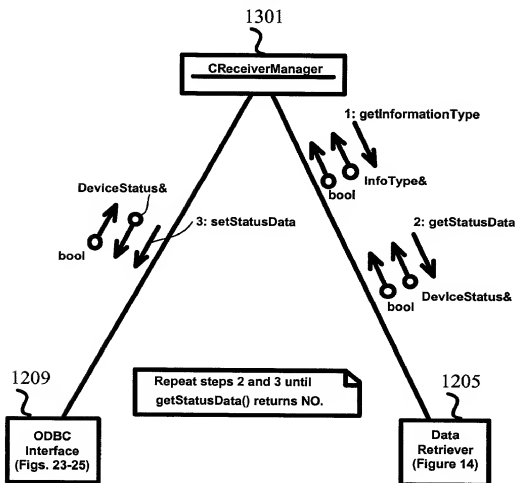 1301
CReceiverManager
1: getInformationType
InfoType&
bool
DeviceStatus&
3: setStatusData
bool
2: getStatusData
DeviceStatus&
bool
1209
Repeat steps 2 and 3 until
getStatusData() returns NO.
1205
ODBC
Interface
(Figs. 23-25)
Data
Retriever
(Figure 14)